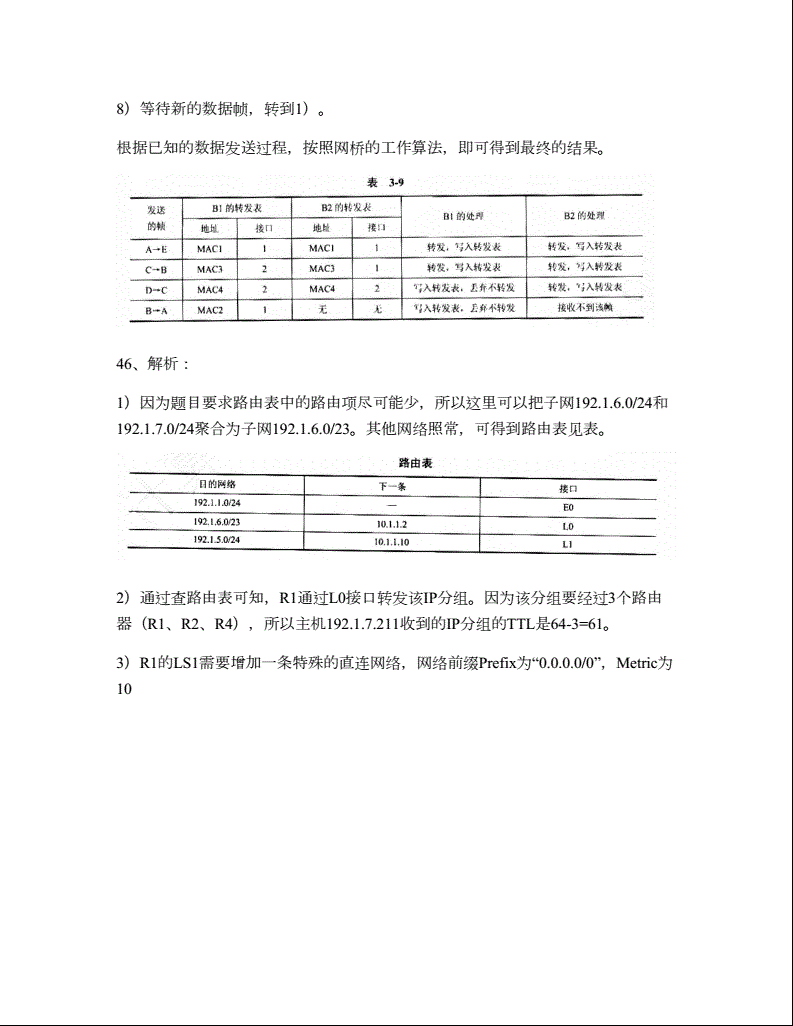 8）等待新的数据帧，转到1）。
根据已知的数据发送过程，按照网桥的工作算法，即可得到最终的结果。
表 3-9
发送的帧 B1 的转发表 B2 的转发表 B1 的处理 B2 的处理
地址 接口 地址 接口
A→E MAC1 1 MAC1 1 转发，写入转发表 转发，写入转发表
C→B MAC3 2 MAC3 1 转发，写入转发表 转发，写入转发表
D→C MAC4 2 MAC4 2 写入转发表，丢弃不转发 转发，写入转发表
B→A MAC2 1 无 无 写入转发表，丢弃不转发 接收不到该帧
46、解析：
1）因为题目要求路由表中的路由项尽可能少，所以这里可以把子网192.1.6.0/24和
192.1.7.0/24聚合为子网192.1.6.0/23。其他网络照常，可得到路由表见表。
路由表
目的网络 下一条 接口
192.1.1.0/24 — E0
192.1.6.0/23 10.1.1.2 L0
192.1.5.0/24 10.1.1.10 L1
2）通过查路由表可知，R1通过L0接口转发该IP分组。因为该分组要经过3个路由
器（R1、R2、R4），所以主机192.1.7.211收到的IP分组的TTL是64-3=61。
3）R1的LS1需要增加一条特殊的直连网络，网络前缀Prefix为“0.0.0.0/0”，Metric为
10